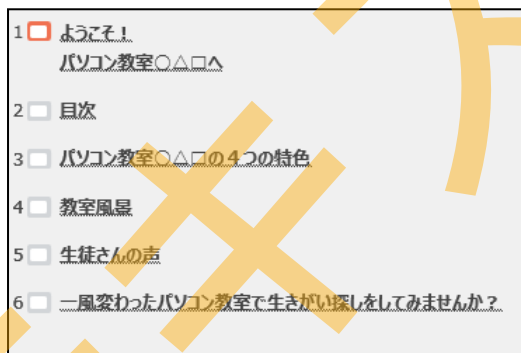 1 ようこそ！
パソコン教室○△□へ
2 目次
3 パソコン教室○△□の４つの特色
4 教室風景
5 生徒さんの声
6 一風変わったパソコン教室で生きがい探しをしてみませんか？